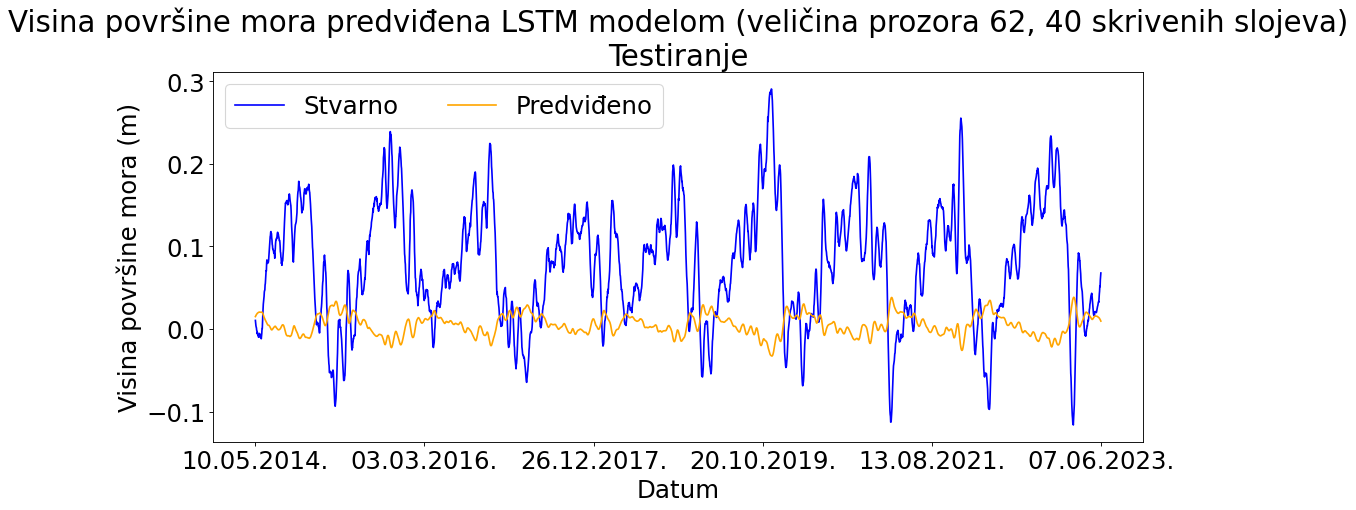 Visina površine mora predviđena LSTM modelom (veličina prozora 62, 40 skrivenih slojeva)
Testiranje
Stvarno Predviđeno
Visina površine mora (m)
0.3
0.2
0.1
0.0
−0.1
10.05.2014. 03.03.2016. 26.12.2017. 20.10.2019. 13.08.2021. 07.06.2023.
Datum